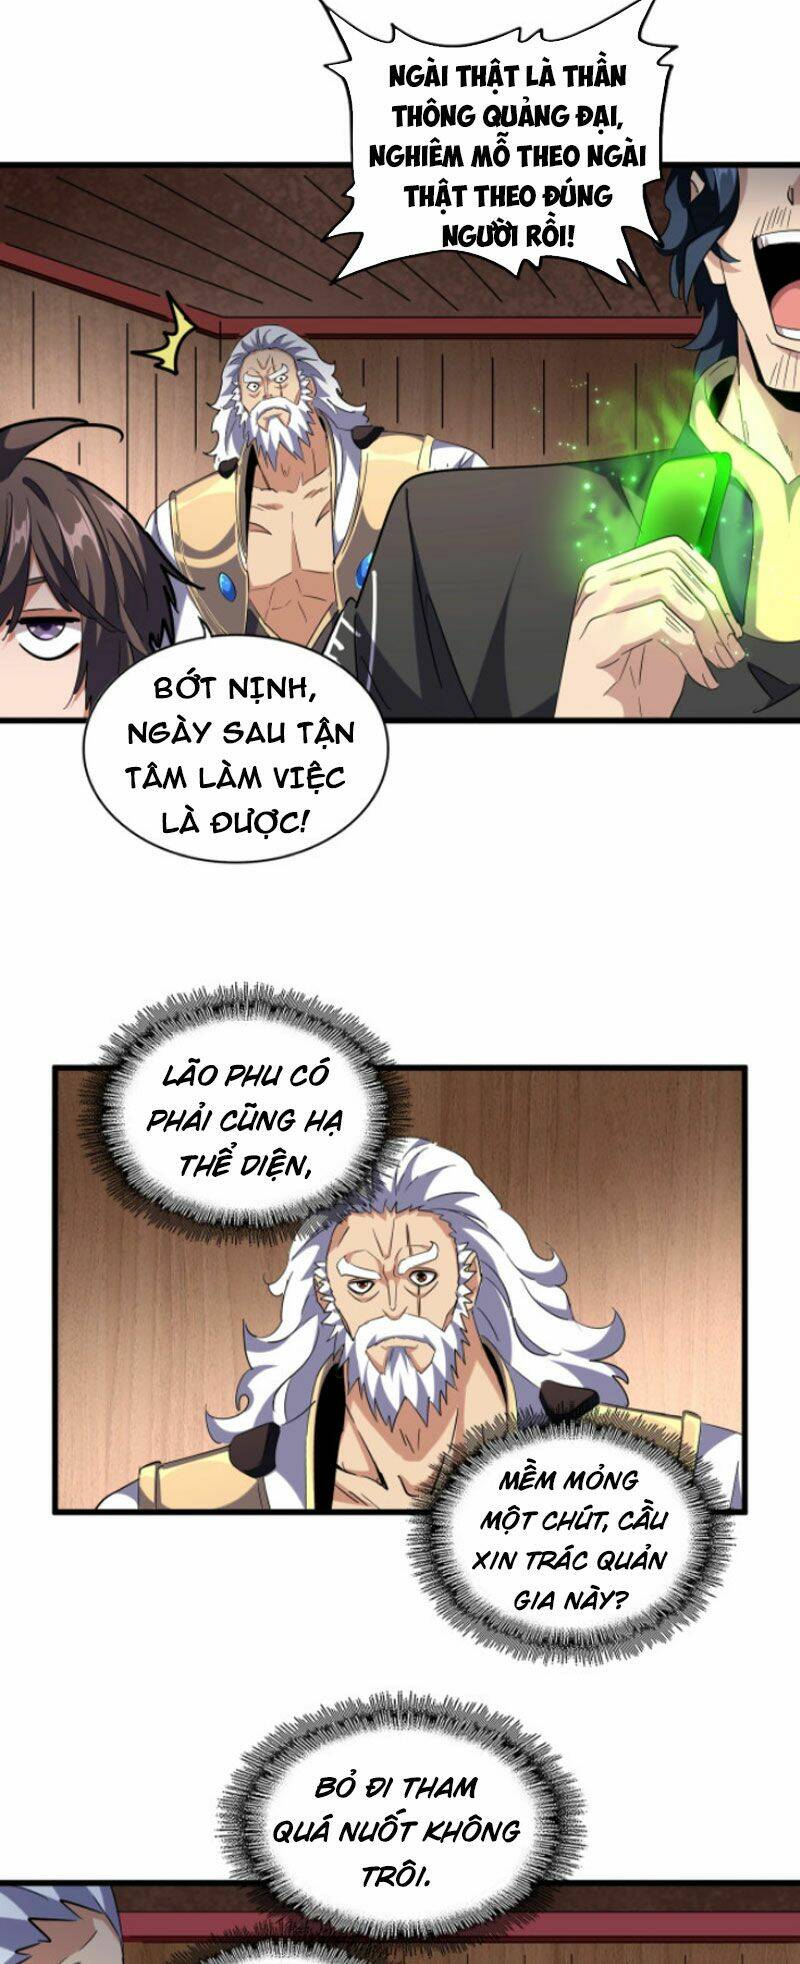 NGÀI THẬT LÀ THẦN
THÔNG QUẢNG ĐẠI,
NGHIÊM MỖ THEO NGÀI
THẬT THEO ĐÚNG
NGƯỜI RỒI!
BỚT NỊNH,
NGÀY SAU TẬN
TÂM LÀM VIỆC
LÀ ĐƯỢC!
LÃO PHU CÓ
PHẢI CŨNG HẠ
THỂ DIỆN,
MỀM MỎNG
MỘT CHÚT, CẦU
XIN TRÁC QUẢN
GIA NÀY?
BỎ ĐI THAM
QUÁ NUỐT KHÔNG
TRÔI.